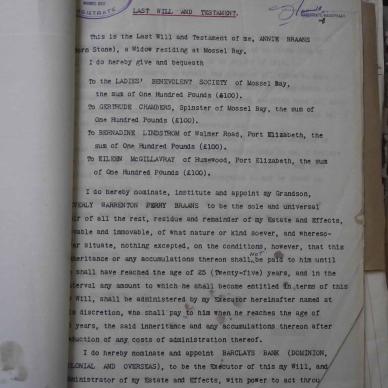 LAST WILL AND TESTAMENT.
This is the Last Will and Testament of me, ANNIE BRAANS
Stone), a Widow residing at Mossel Bay.
I do hereby give and bequeath
To the LADIES' BENEVOLENT SOCIETY of Mossel Bay,
the sum of One Hundred Pounds (£100).
To GERTRUDE CHAMBERS, Spinster of Mossel Bay, the sum of
One Hundred Pounds (£100).
To BERNADINE LINDSTROM of Walmer Road, Port Elizabeth, the
sum of One Hundred Pounds (£100).
To EILEEN McGILLAVRAY of Humewood, Port Elizabeth, the sum
of One Hundred Pounds (£100).
I do hereby nominate, institute and appoint my Grandson,
WARRENTON PERRY BRAANS to be the sole and universal
of all the rest, residue and remainder of my Estate and Effects,
and immovable, of what nature or kind soever, and whereso-
situate, nothing excepted, on the conditions, however, that this
or any accumulations thereof shall not be paid to him until
shall have reached the age of 25 (Twenty-five) years, and in the
any amount to which he shall become entitled in terms of this
Will, shall be administered by my Executor hereinafter named at
discretion, who shall pay to him when he reaches the age of
years, the said inheritance and any accumulations thereon after
of any costs of administration thereof.
I do hereby nominate and appoint BARCLAYS BANK (DOMINION,
AND OVERSEAS), to be the Executor of this my Will, and
of my Estate and Effects, with power to act through